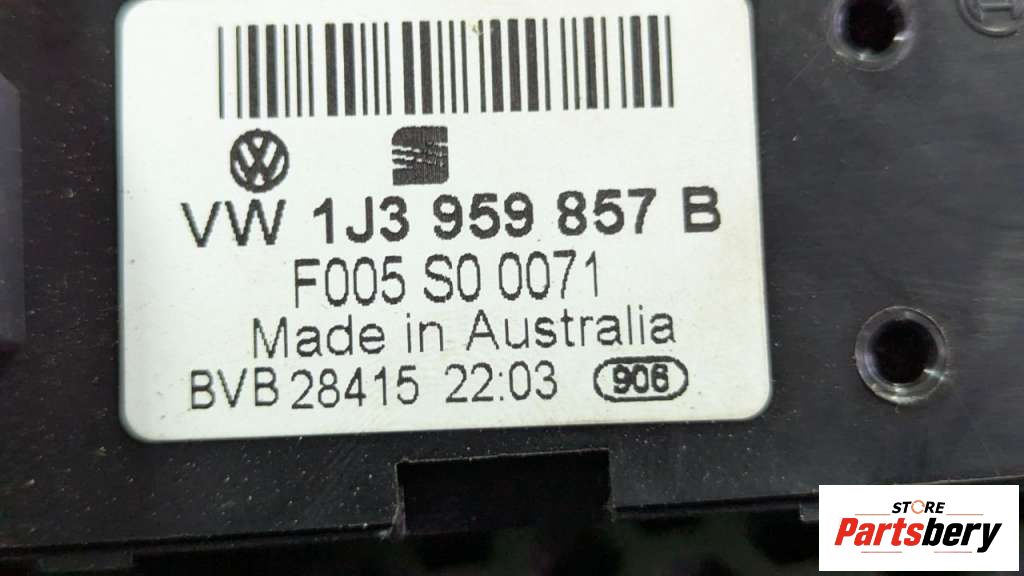 VW 1J3 959 857 B
F005 S0 0071
Made in Australia
BVB 28415 22:03 906
STORE
Partsbery